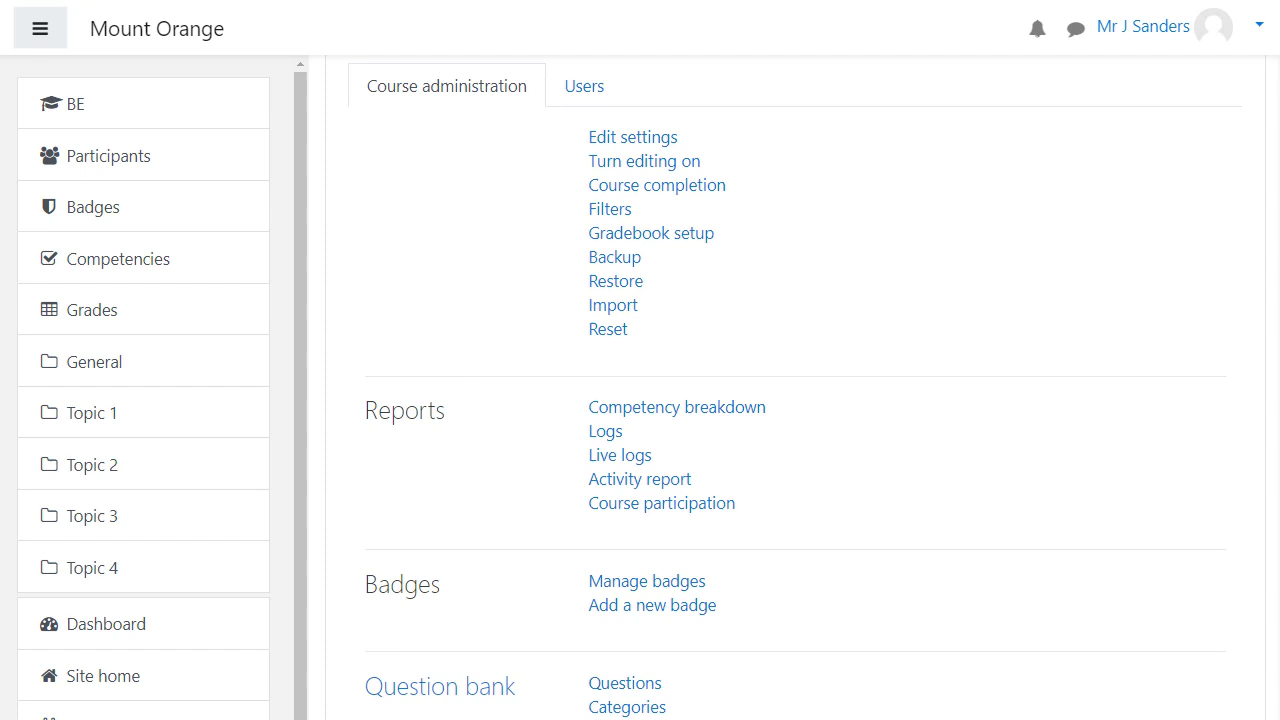 Mount Orange
Mr J Sanders
BE
Participants
Badges
Competencies
Grades
General
Topic 1
Topic 2
Topic 3
Topic 4
Dashboard
Site home
Course administration
Users
Edit settings
Turn editing on
Course completion
Filters
Gradebook setup
Backup
Restore
Import
Reset
Reports
Competency breakdown
Logs
Live logs
Activity report
Course participation
Badges
Manage badges
Add a new badge
Question bank
Questions
Categories